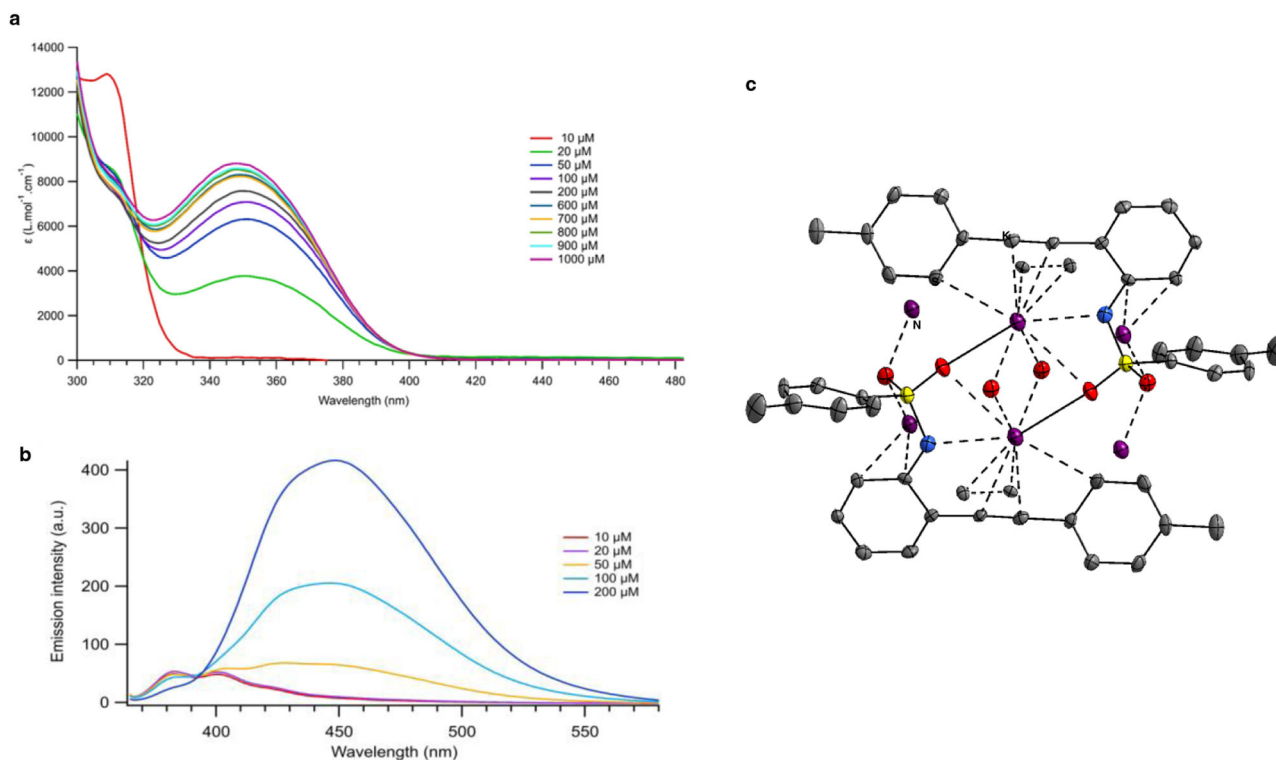 a
14000
12000
10000
8000
6000
4000
2000
0
ε (L.mol⁻¹.cm⁻¹)
300 320 340 360 380 400 420 440 460 480
Wavelength (nm)
10 µM
20 µM
50 µM
100 µM
200 µM
600 µM
700 µM
800 µM
900 µM
1000 µM
b
400
300
200
100
0
Emission intensity (a.u.)
400 450 500 550
Wavelength (nm)
10 µM
20 µM
50 µM
100 µM
200 µM
c
K
N